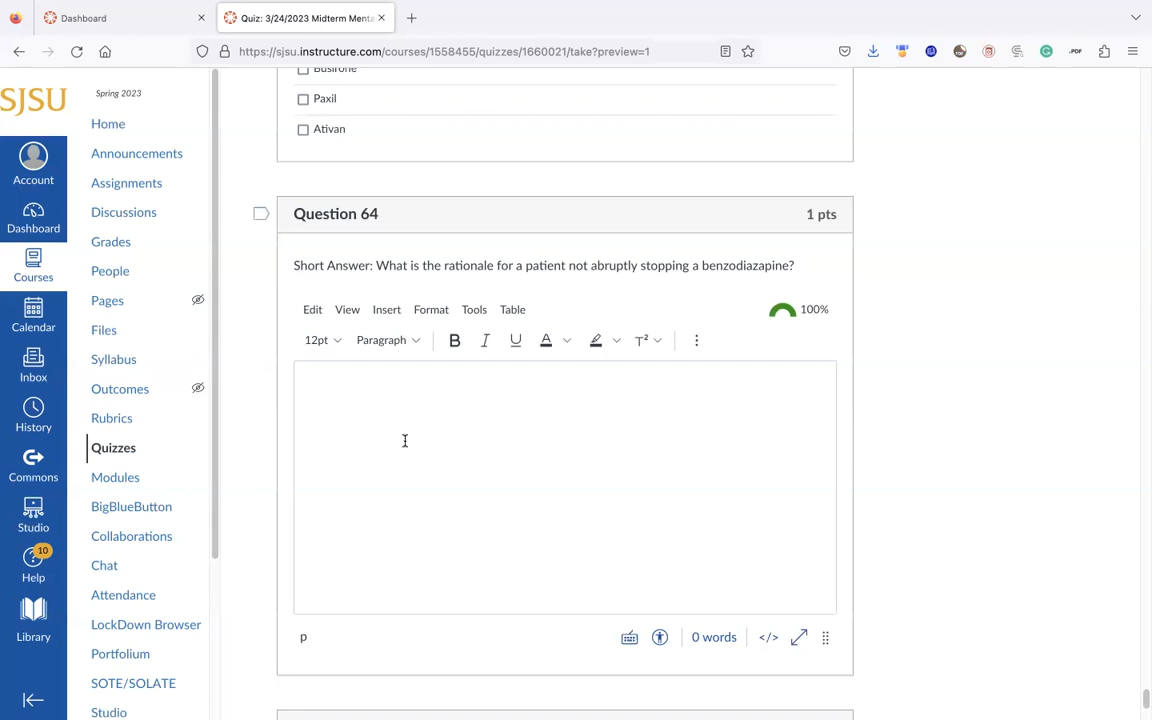 Dashboard
Quiz: 3/24/2023 Midterm Menta
https://sjsu.instructure.com/courses/1558455/quizzes/1660021/take?preview=1
.PDF
SJSU
Account
Dashboard
Courses
Calendar
Inbox
History
Commons
Studio
10
Help
Library
Spring 2023
Home
Announcements
Assignments
Discussions
Grades
People
Pages
Files
Syllabus
Outcomes
Rubrics
Quizzes
Modules
BigBlueButton
Collaborations
Chat
Attendance
LockDown Browser
Portfolium
SOTE/SOLATE
Studio
Busirone
Paxil
Ativan
Question 64
1 pts
Short Answer: What is the rationale for a patient not abruptly stopping a benzodiazapine?
Edit View Insert Format Tools Table
100%
12pt Paragraph B I U A T²
p
0 words
</>